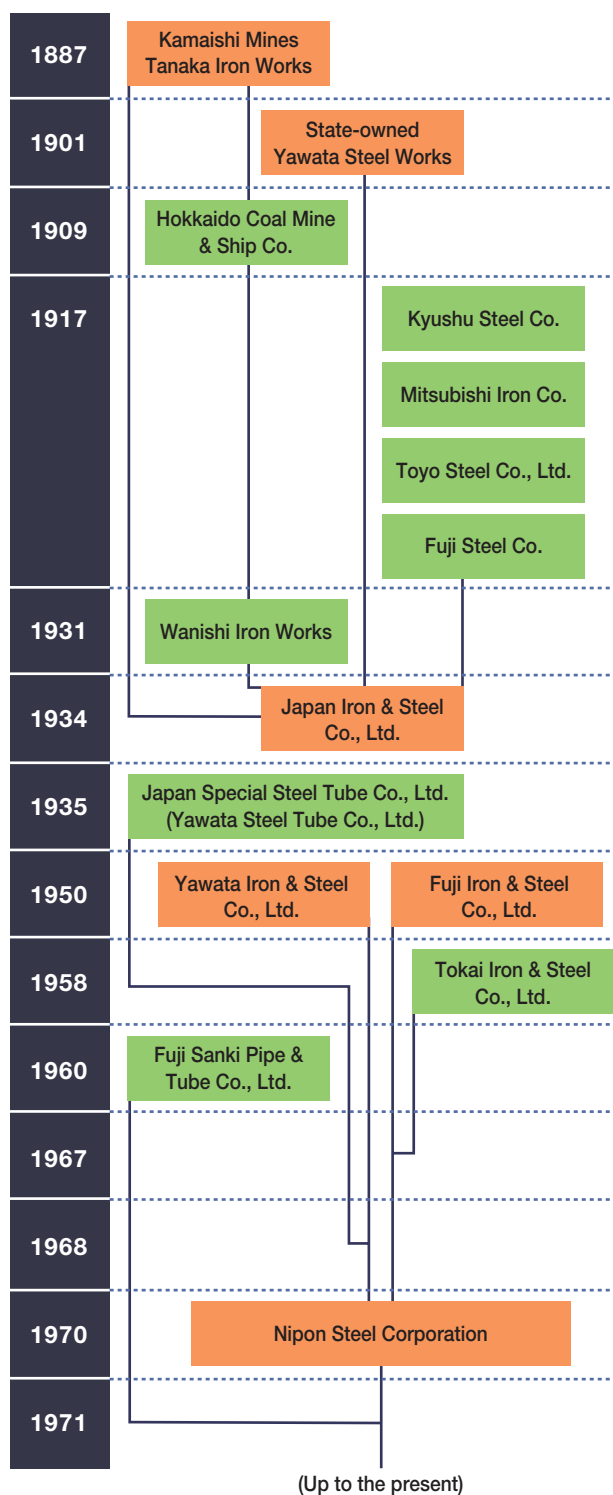 1887
Kamaishi Mines
Tanaka Iron Works
1901
State-owned
Yawata Steel Works
1909
Hokkaido Coal Mine
& Ship Co.
1917
Kyushu Steel Co.
Mitsubishi Iron Co.
Toyo Steel Co., Ltd.
Fuji Steel Co.
1931
Wanishi Iron Works
1934
Japan Iron & Steel
Co., Ltd.
1935
Japan Special Steel Tube Co., Ltd.
(Yawata Steel Tube Co., Ltd.)
1950
Yawata Iron & Steel
Co., Ltd.
Fuji Iron & Steel
Co., Ltd.
1958
Tokai Iron & Steel
Co., Ltd.
1960
Fuji Sanki Pipe &
Tube Co., Ltd.
1967
1968
1970
Nipon Steel Corporation
1971
(Up to the present)